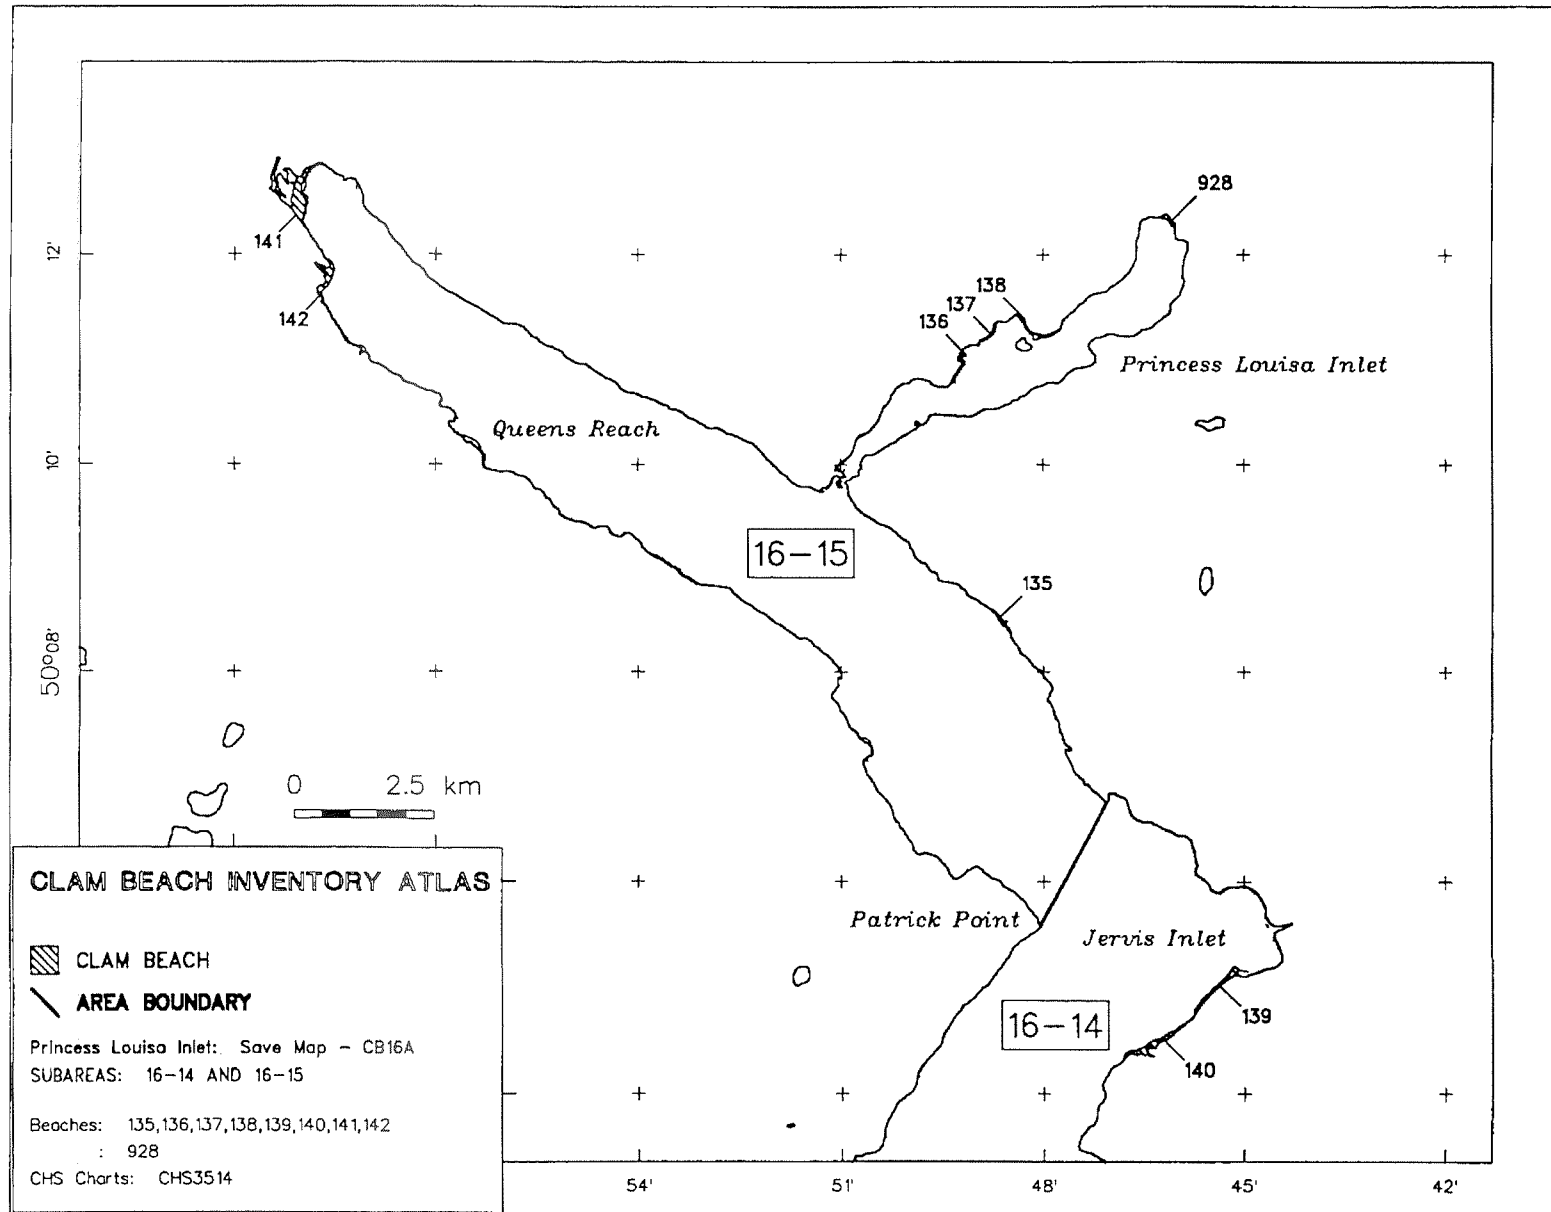 928
12'
141
142
138
137
136
Princess Louisa Inlet
Queens Reach
10'
16-15
135
50°08'
0 2.5 km
CLAM BEACH INVENTORY ATLAS
CLAM BEACH
AREA BOUNDARY
Princess Louisa Inlet: Save Map - CB16A
SUBAREAS: 16-14 AND 16-15
Beaches: 135,136,137,138,139,140,141,142
: 928
CHS Charts: CHS3514
Patrick Point
Jervis Inlet
16-14
139
140
54' 51' 48' 45' 42'